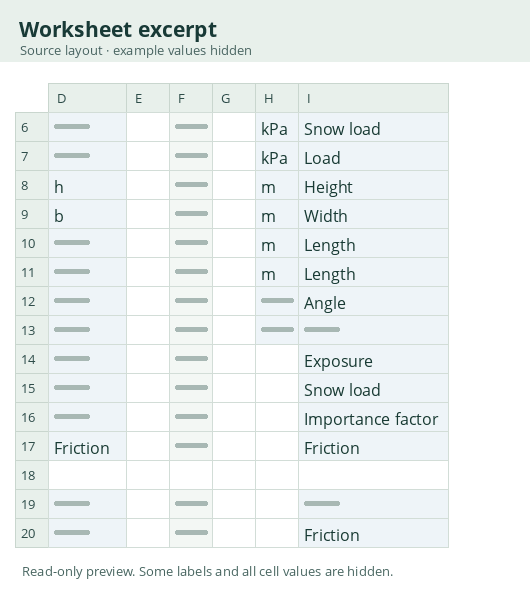 Worksheet excerpt
Source layout · example values hidden
D E F G H I
6 kPa Snow load
7 kPa Load
8 h m Height
9 b m Width
10 m Length
11 m Length
12 Angle
13
14 Exposure
15 Snow load
16 Importance factor
17 Friction Friction
18
19
20 Friction
Read-only preview. Some labels and all cell values are hidden.